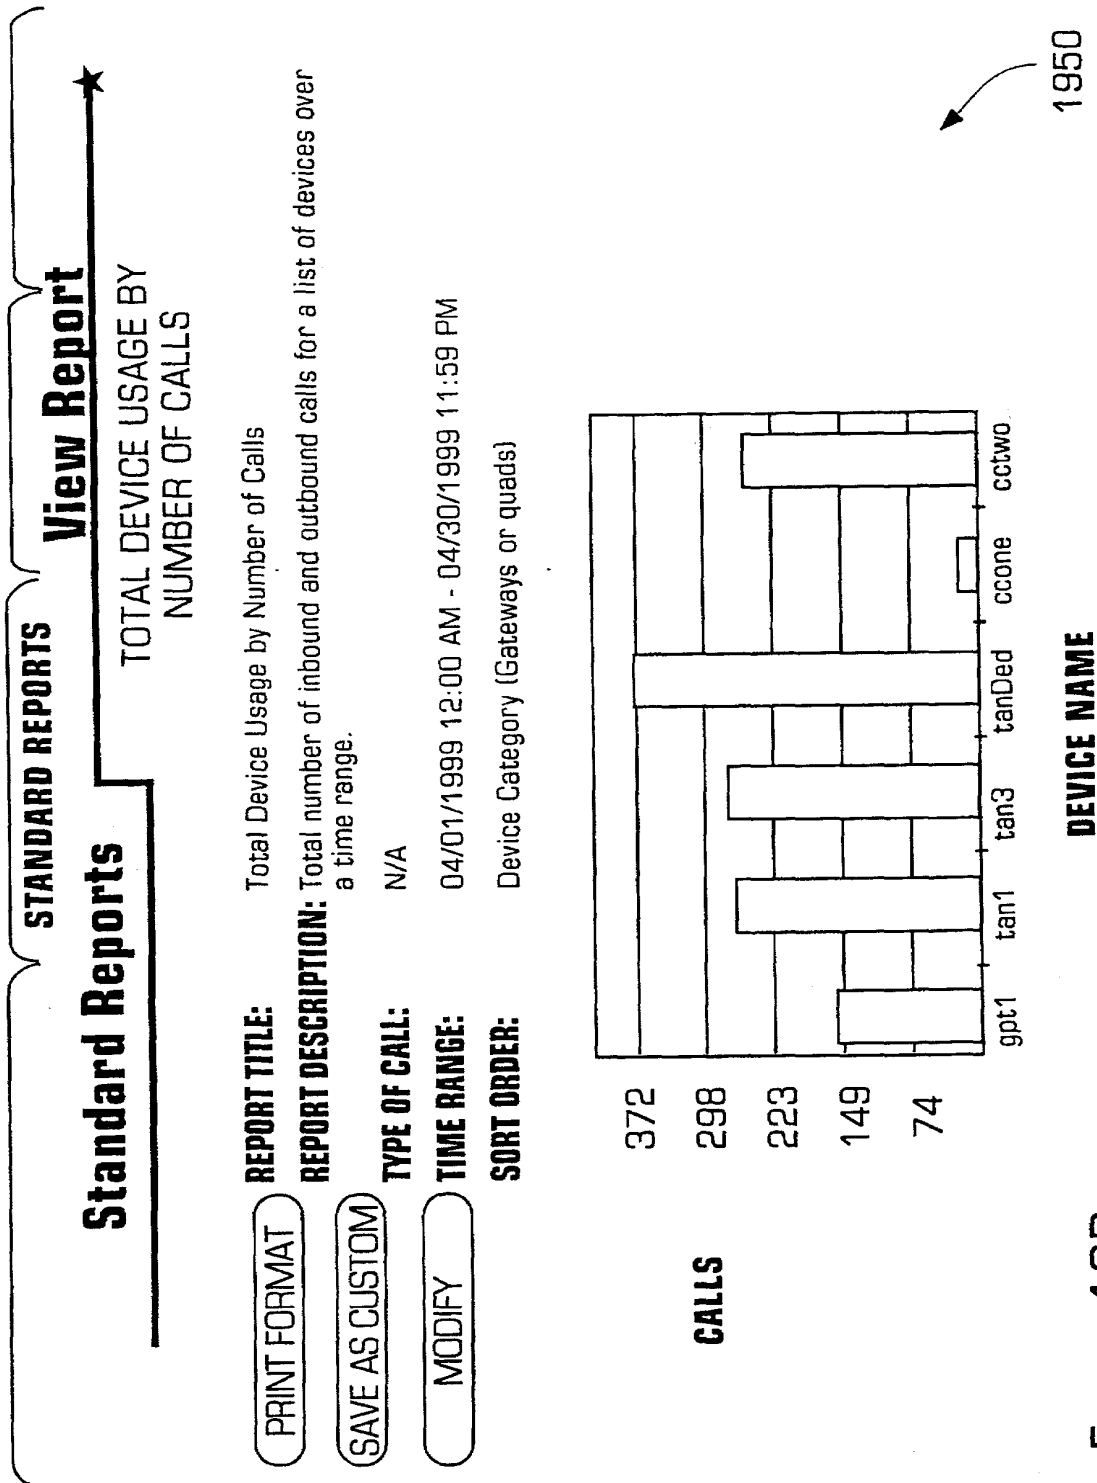 STANDARD REPORTS
Standard Reports
View Report
TOTAL DEVICE USAGE BY
NUMBER OF CALLS
PRINT FORMAT
SAVE AS CUSTOM
MODIFY
REPORT TITLE: Total Device Usage by Number of Calls
REPORT DESCRIPTION: Total number of inbound and outbound calls for a list of devices over
a time range.
TYPE OF CALL: N/A
TIME RANGE: 04/01/1999 12:00 AM - 04/30/1999 11:59 PM
SORT ORDER: Device Category (Gateways or quads)
CALLS
372
298
223
149
74
gpt1 tan1 tan3 tanDed ccone cctwo
DEVICE NAME
1950